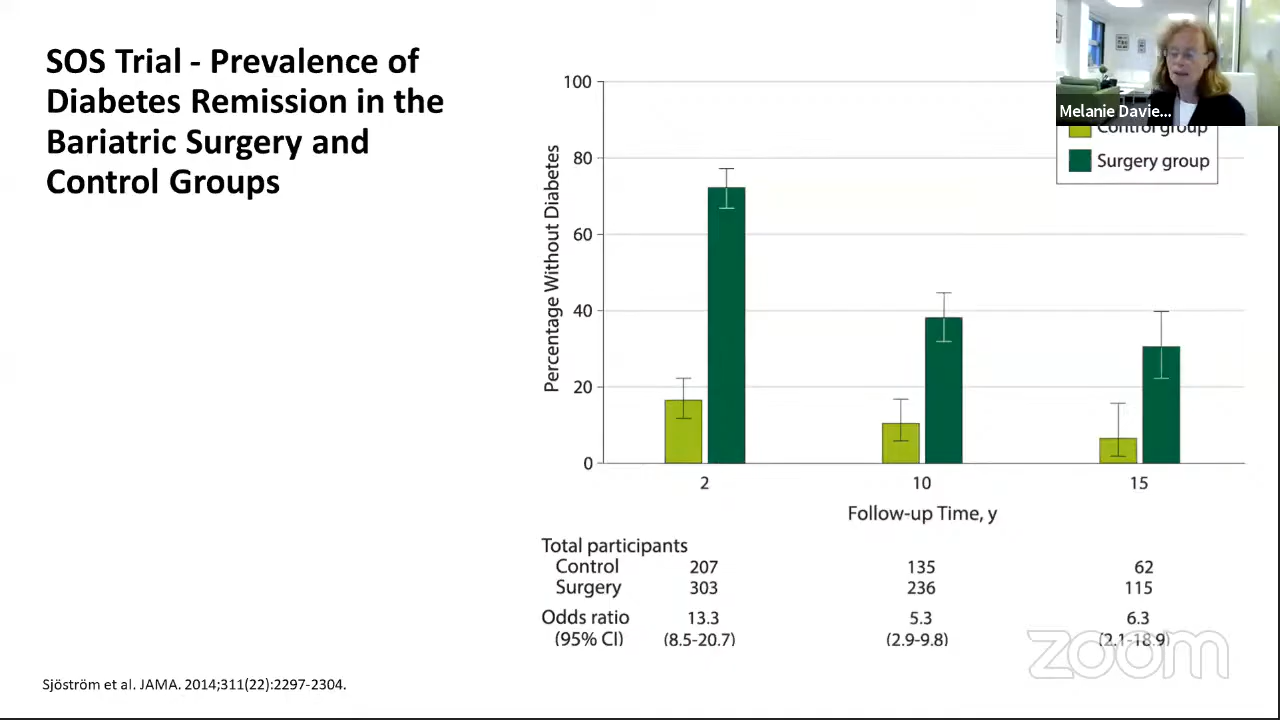 SOS Trial - Prevalence of
Diabetes Remission in the
Bariatric Surgery and
Control Groups
Melanie Davie...
Control group
Surgery group
Percentage Without Diabetes
100
80
60
40
20
0
2 10 15
Follow-up Time, y
Total participants
Control 207 135 62
Surgery 303 236 115
Odds ratio 13.3 5.3 6.3
(95% CI) (8.5-20.7) (2.9-9.8) (2.1-18.9)
zoom
Sjöström et al. JAMA. 2014;311(22):2297-2304.